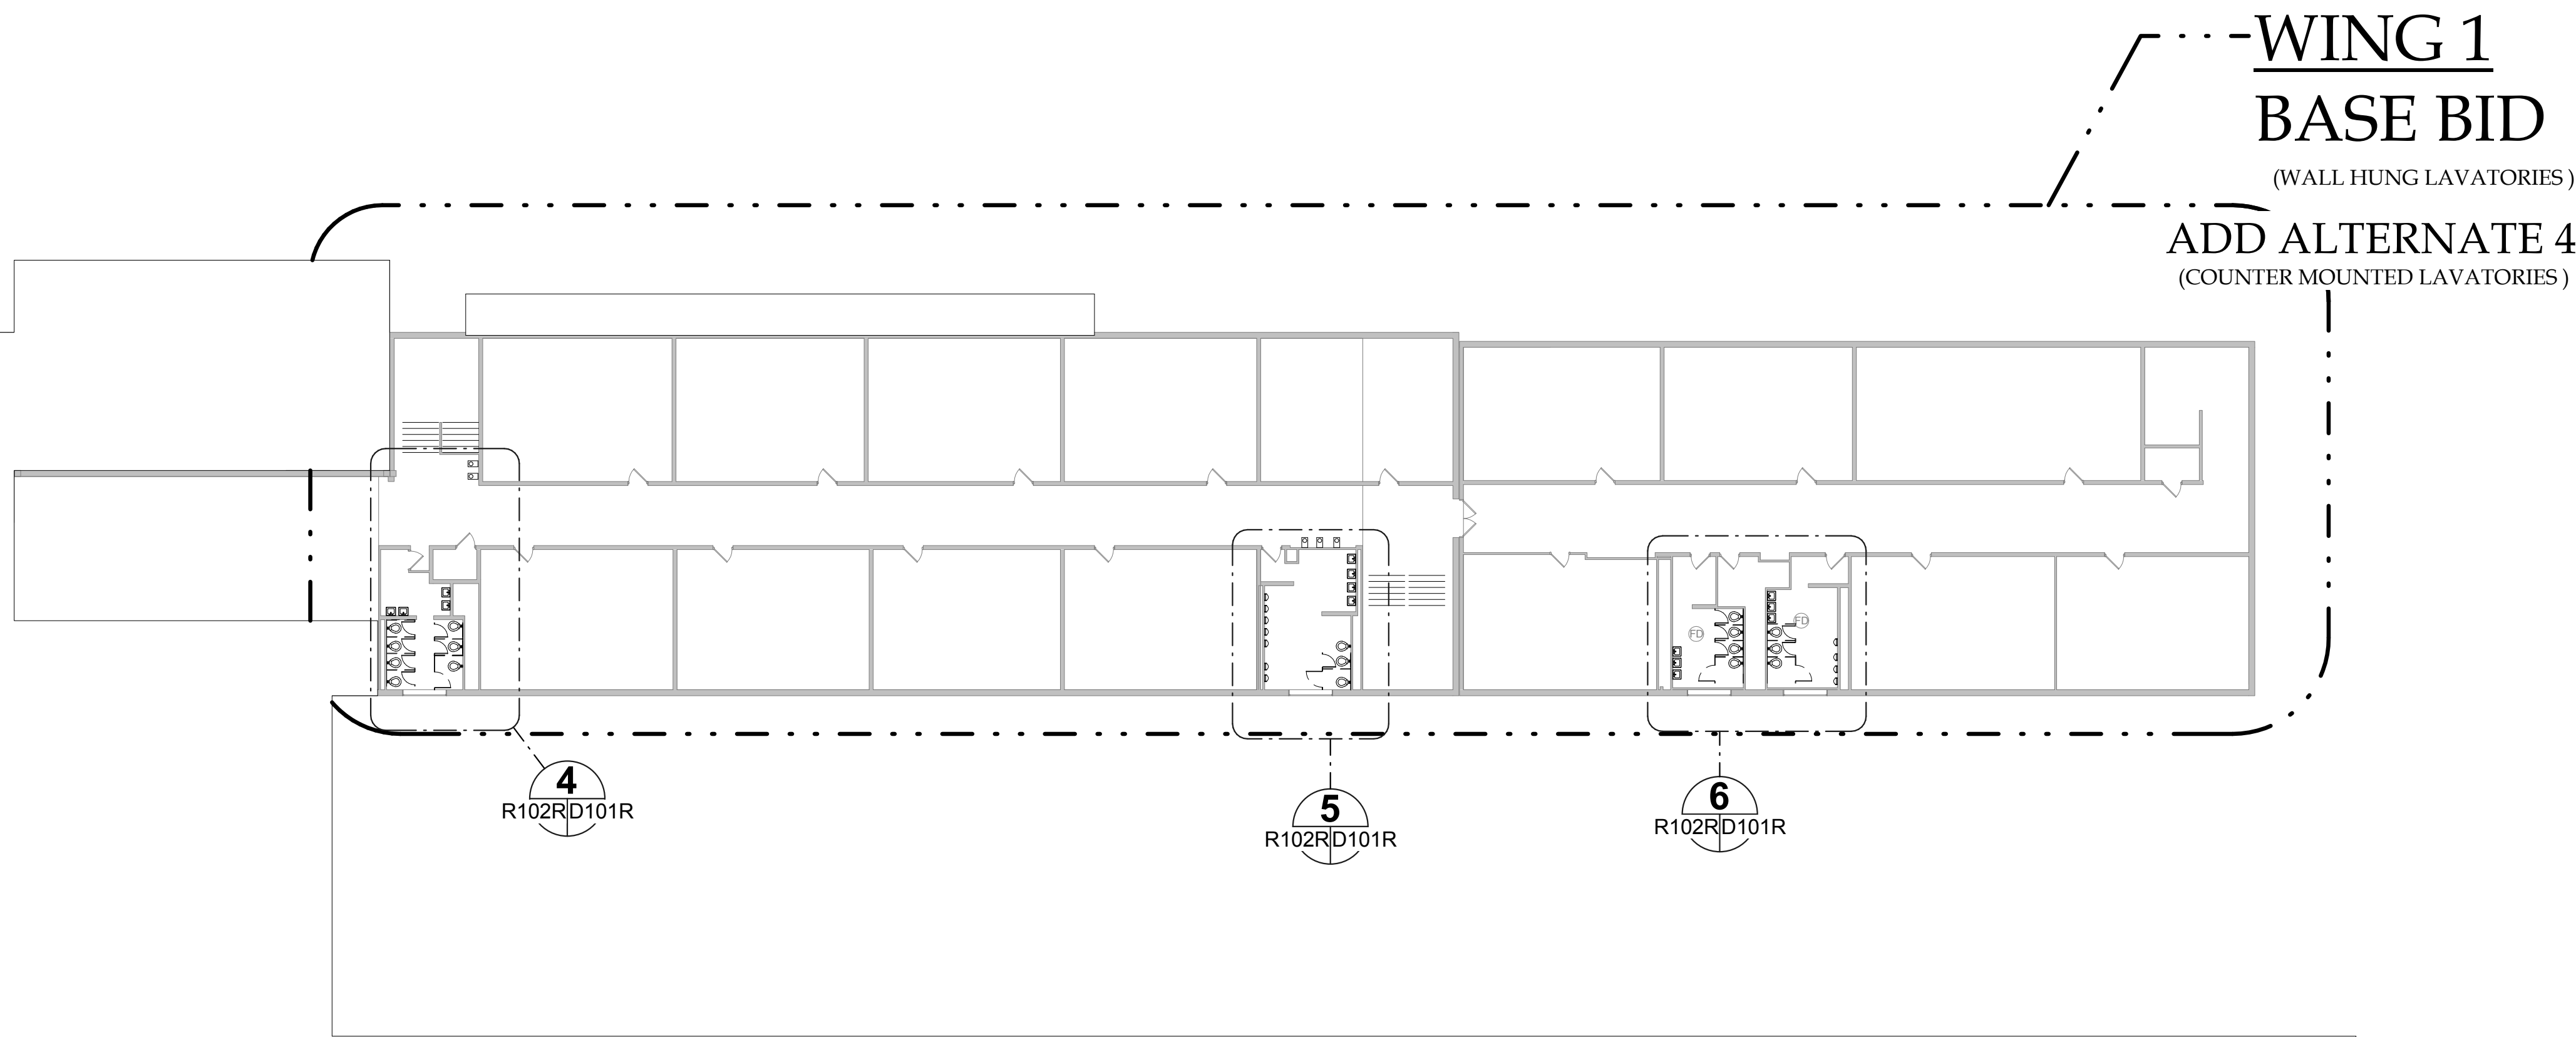 WING 1
BASE BID
(WALL HUNG LAVATORIES )
ADD ALTERNATE 4
(COUNTER MOUNTED LAVATORIES )
FD
FD
4
R102R D101R
5
R102R D101R
6
R102R D101R